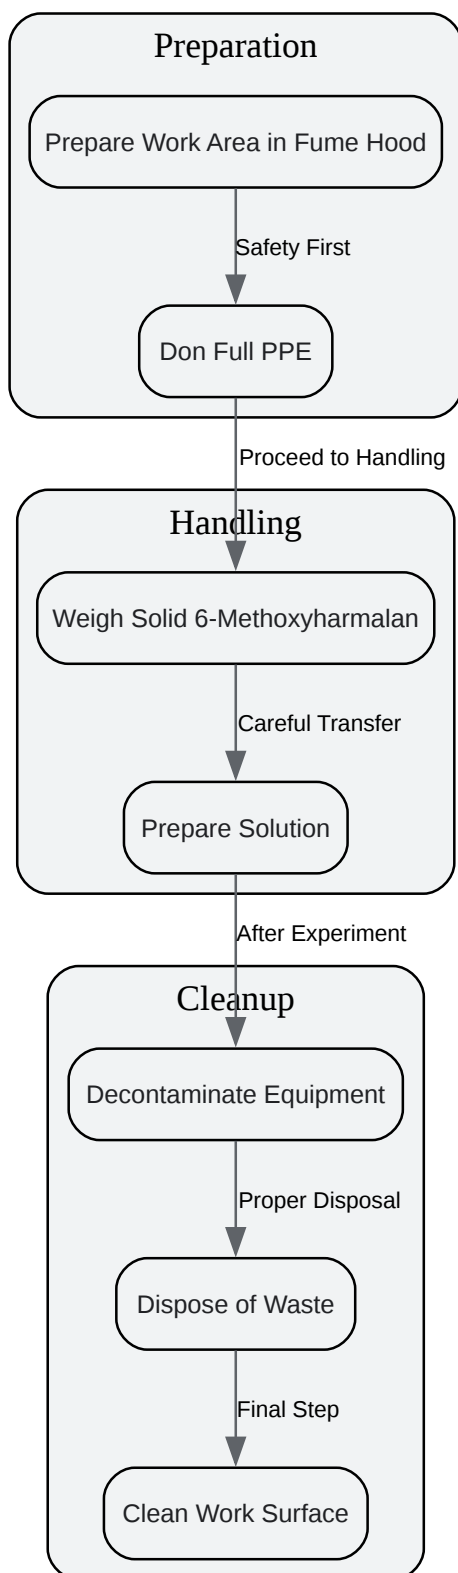 Preparation
Prepare Work Area in Fume Hood
Safety First
Don Full PPE
Proceed to Handling
Handling
Weigh Solid 6-Methoxyharmalan
Careful Transfer
Prepare Solution
After Experiment
Cleanup
Decontaminate Equipment
Proper Disposal
Dispose of Waste
Final Step
Clean Work Surface